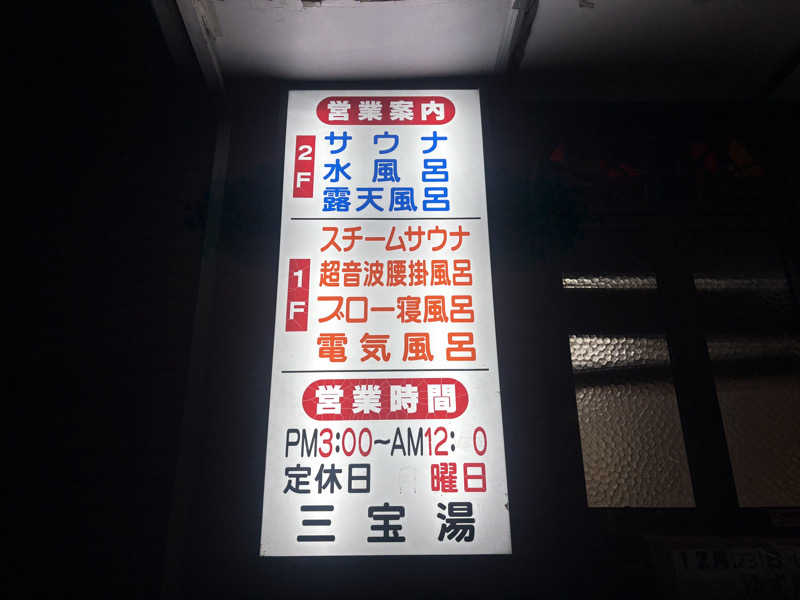 営業案内
2F
サウナ
水風呂
露天風呂
1F
スチームサウナ
超音波腰掛風呂
ブロー寝風呂
電気風呂
営業時間
PM3:00~AM12: 0
定休日 曜日
三宝湯